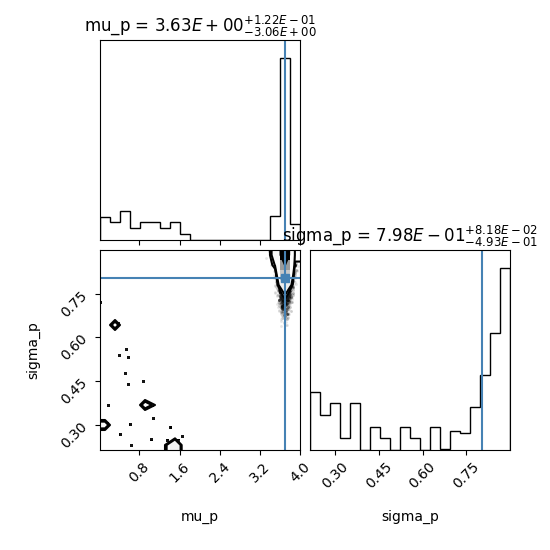 mu_p = 3.63E + 00+1.22E − 01 −3.06E + 00
sigma_p = 7.98E − 01+8.18E − 02 −4.93E − 01
0.75
0.60
0.45
0.30
sigma_p
0.8 1.6 2.4 3.2 4.0
0.30 0.45 0.60 0.75
mu_p
sigma_p